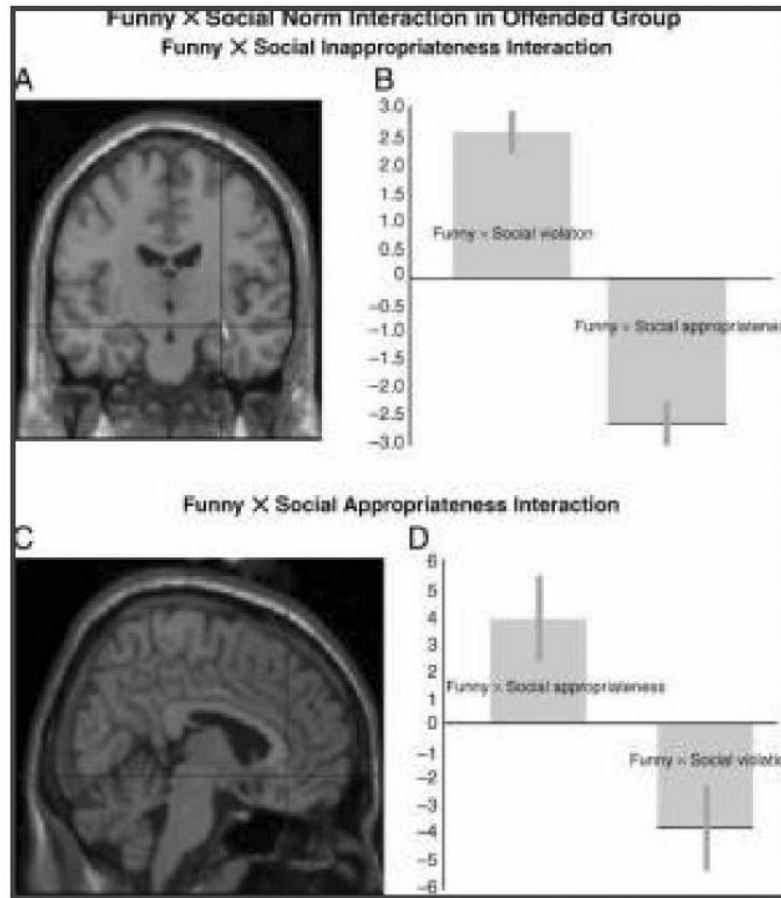 Funny × Social Norm Interaction in Offended Group
Funny × Social Inappropriateness Interaction
A
B
3.0
2.5
2.0
1.5
1.0
0.5
0
−0.5
−1.0
−1.5
−2.0
−2.5
−3.0
Funny × Social violaton
Funny × Social appropriatenes
Funny × Social Appropriateness Interaction
C
D
6
5
4
3
2
1
0
−1
−2
−3
−4
−5
−6
Funny × Social appropriateness
Funny × Social violatio